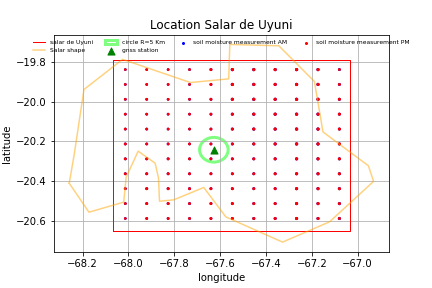 Location Salar de Uyuni
salar de Uyuni circle R=5 Km soil moisture measurement AM soil moisture measurement PM
Salar shape gnss station
−19.8
−20.0
−20.2
−20.4
−20.6
latitude
−68.2 −68.0 −67.8 −67.6 −67.4 −67.2 −67.0
longitude